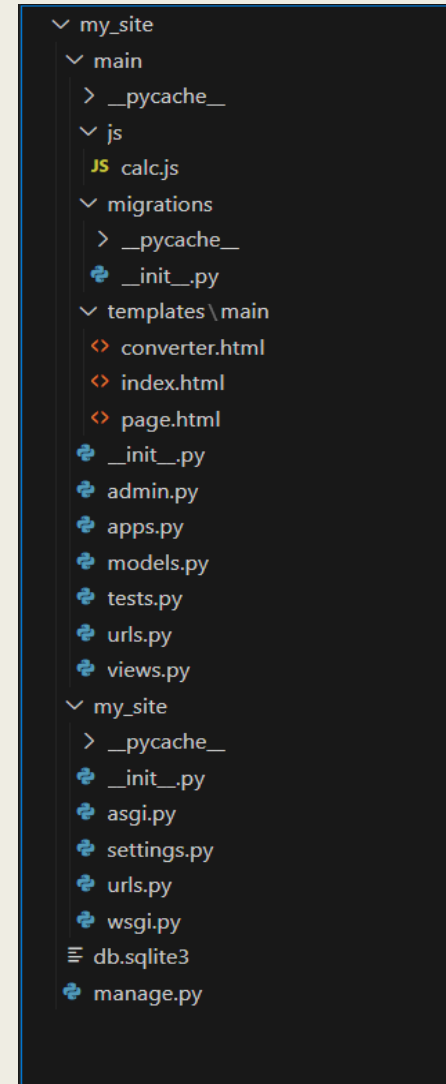 my_site
main
__pycache__
js
JS calc.js
migrations
__pycache__
__init__.py
templates\main
<> converter.html
<> index.html
<> page.html
__init__.py
admin.py
apps.py
models.py
tests.py
urls.py
views.py
my_site
__pycache__
__init__.py
asgi.py
settings.py
urls.py
wsgi.py
db.sqlite3
manage.py